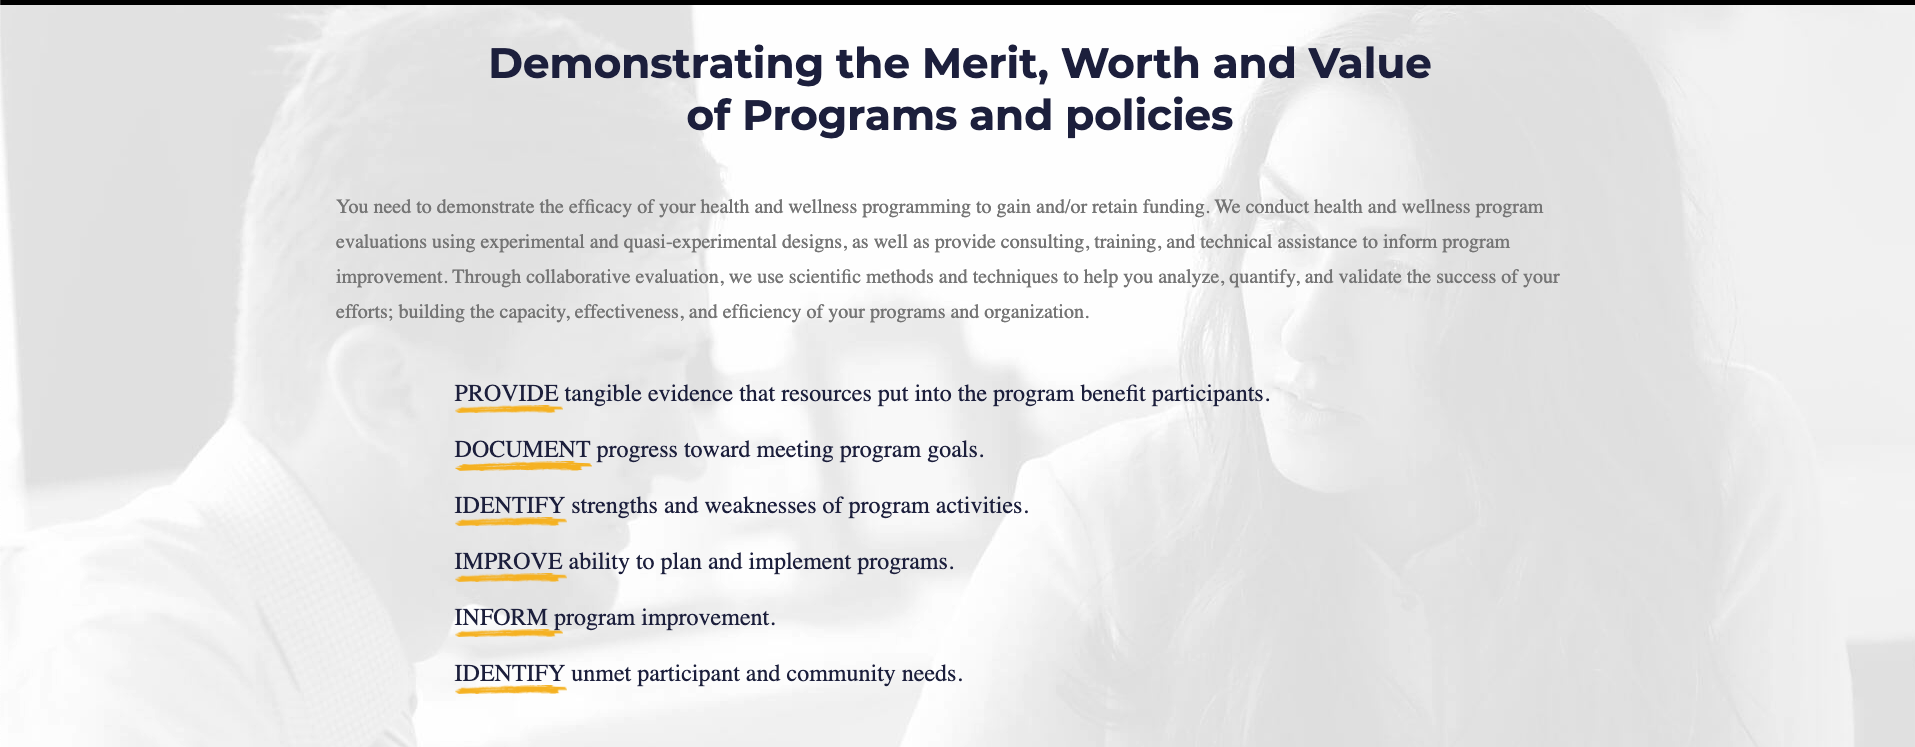 Demonstrating the Merit, Worth and Value
of Programs and policies
You need to demonstrate the efficacy of your health and wellness programming to gain and/or retain funding. We conduct health and wellness program
evaluations using experimental and quasi-experimental designs, as well as provide consulting, training, and technical assistance to inform program
improvement. Through collaborative evaluation, we use scientific methods and techniques to help you analyze, quantify, and validate the success of your
efforts; building the capacity, effectiveness, and efficiency of your programs and organization.
PROVIDE tangible evidence that resources put into the program benefit participants.
DOCUMENT progress toward meeting program goals.
IDENTIFY strengths and weaknesses of program activities.
IMPROVE ability to plan and implement programs.
INFORM program improvement.
IDENTIFY unmet participant and community needs.